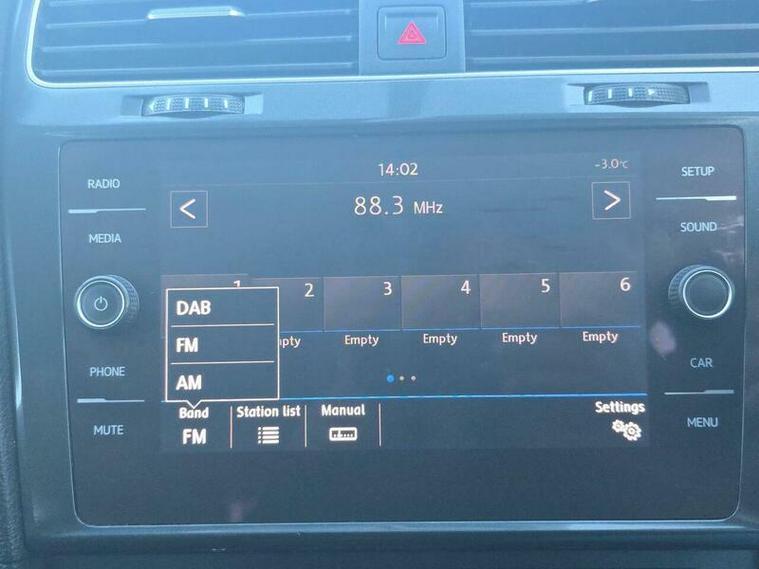 14:02
-3.0°C
RADIO
SETUP
<
88.3 MHz
>
MEDIA
SOUND
1
2
3
4
5
6
DAB
FM
AM
Empty
Empty
Empty
Empty
PHONE
CAR
Band
FM
Station list
Manual
Settings
MUTE
MENU